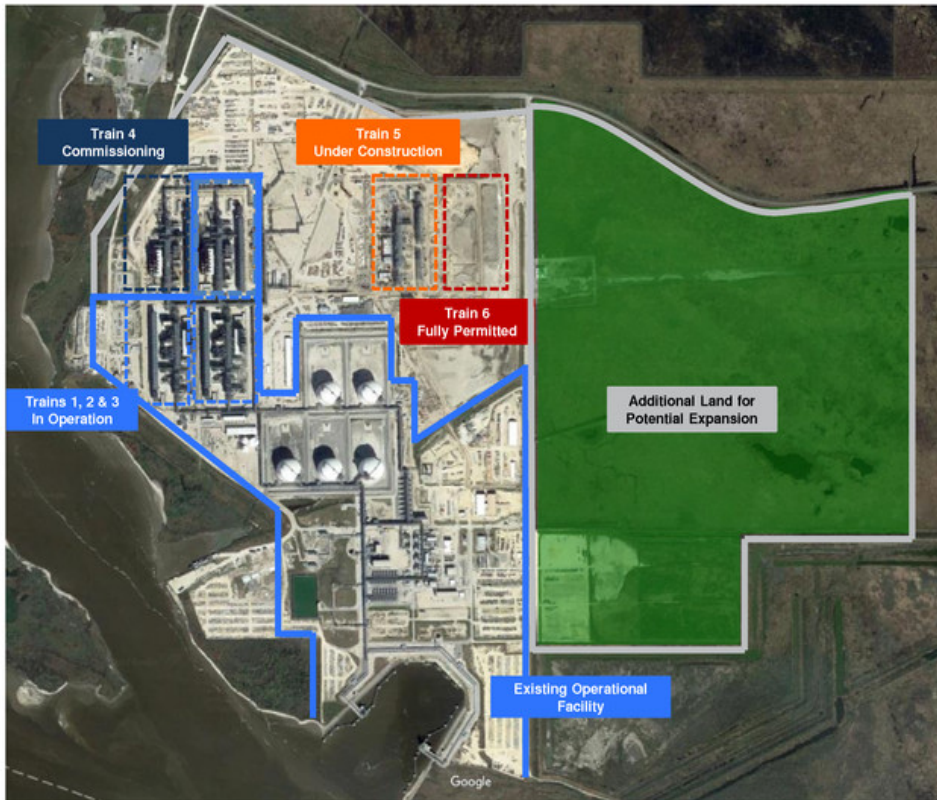 Train 4
Commissioning
Train 5
Under Construction
Train 6
Fully Permitted
Trains 1, 2 & 3
In Operation
Additional Land for
Potential Expansion
Existing Operational
Facility
Google